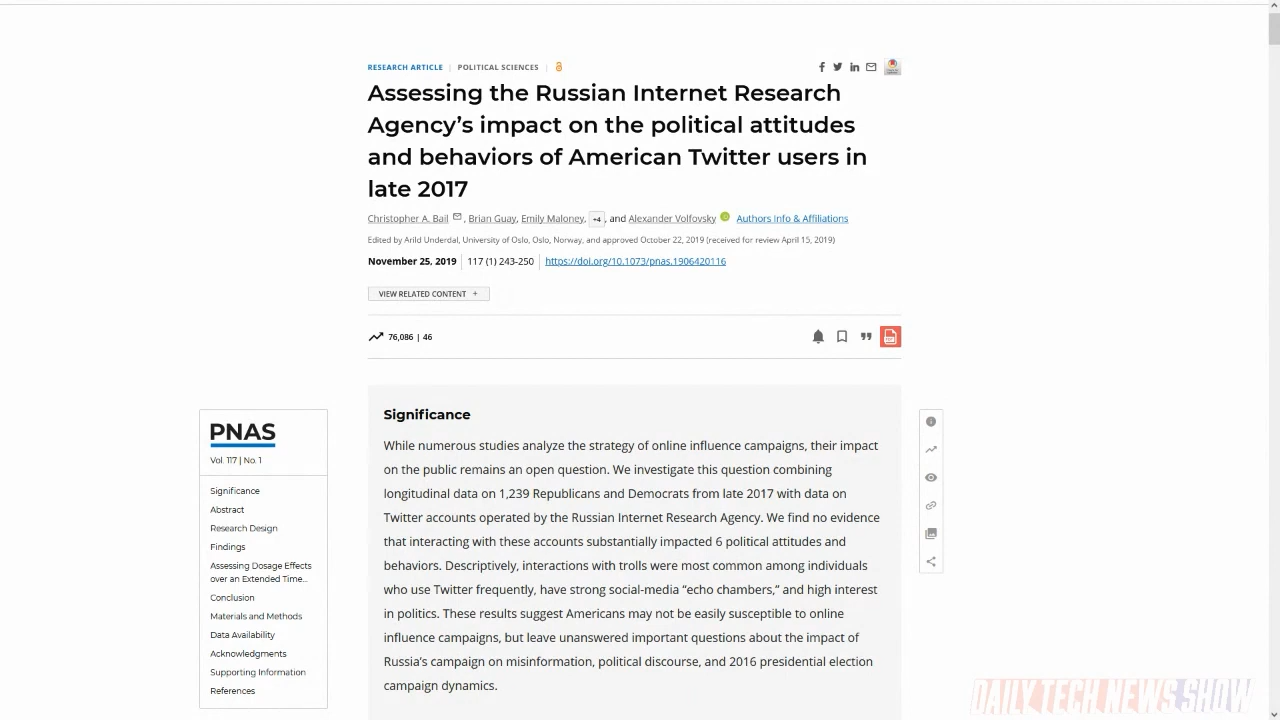 RESEARCH ARTICLE | POLITICAL SCIENCES |
Assessing the Russian Internet Research
Agency’s impact on the political attitudes
and behaviors of American Twitter users in
late 2017
Christopher A. Bail, Brian Guay, Emily Maloney, +4, and Alexander Volfovsky Authors Info & Affiliations
Edited by Arild Underdal, University of Oslo, Oslo, Norway, and approved October 22, 2019 (received for review April 15, 2019)
November 25, 2019 | 117 (1) 243-250 | https://doi.org/10.1073/pnas.1906420116
VIEW RELATED CONTENT +
76,086 | 46
PDF
Significance
While numerous studies analyze the strategy of online influence campaigns, their impact
on the public remains an open question. We investigate this question combining
longitudinal data on 1,239 Republicans and Democrats from late 2017 with data on
Twitter accounts operated by the Russian Internet Research Agency. We find no evidence
that interacting with these accounts substantially impacted 6 political attitudes and
behaviors. Descriptively, interactions with trolls were most common among individuals
who use Twitter frequently, have strong social-media “echo chambers,” and high interest
in politics. These results suggest Americans may not be easily susceptible to online
influence campaigns, but leave unanswered important questions about the impact of
Russia’s campaign on misinformation, political discourse, and 2016 presidential election
campaign dynamics.
PNAS
Vol. 117 | No. 1
Significance
Abstract
Research Design
Findings
Assessing Dosage Effects
over an Extended Time...
Conclusion
Materials and Methods
Data Availability
Acknowledgments
Supporting Information
References
DAILY TECH NEWS SHOW